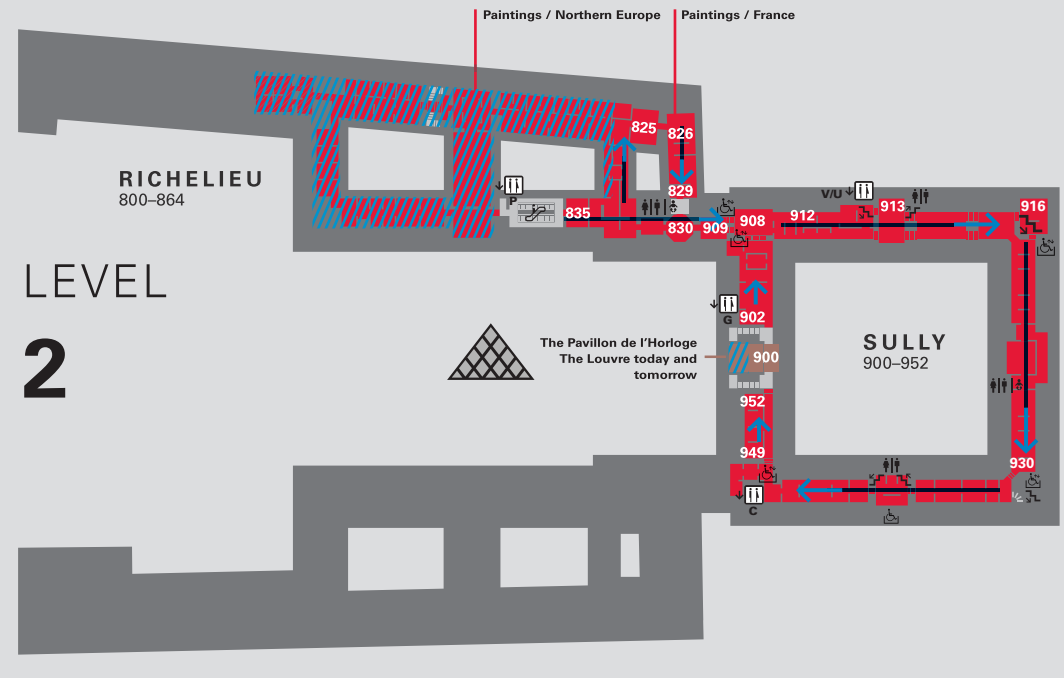 Paintings / Northern Europe
Paintings / France
RICHELIEU
800–864
LEVEL
2
825
826
829
P
835
830
909
908
912
V/U
913
916
G
902
The Pavillon de l’Horloge
The Louvre today and
tomorrow
900
SULLY
900–952
952
949
930
C